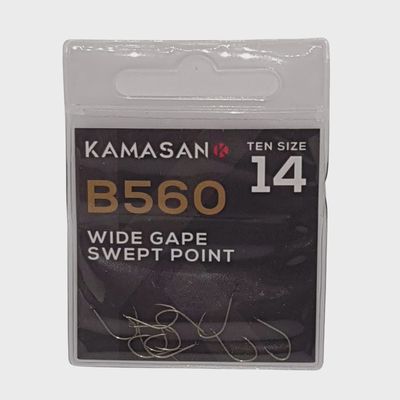 KAMASAN K
TEN SIZE
14
B560
WIDE GAPE
SWEPT POINT